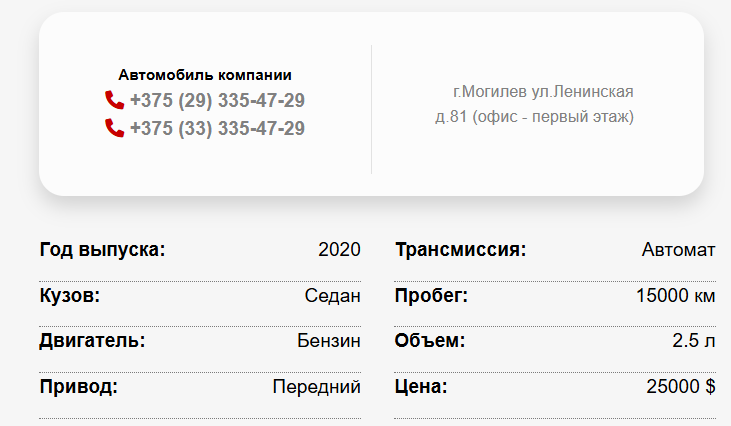 Автомобиль компании
+375 (29) 335-47-29
+375 (33) 335-47-29
г.Могилев ул.Ленинская
д.81 (офис - первый этаж)
Год выпуска: 2020
Трансмиссия: Автомат
Кузов: Седан
Пробег: 15000 км
Двигатель: Бензин
Объем: 2.5 л
Привод: Передний
Цена: 25000 $